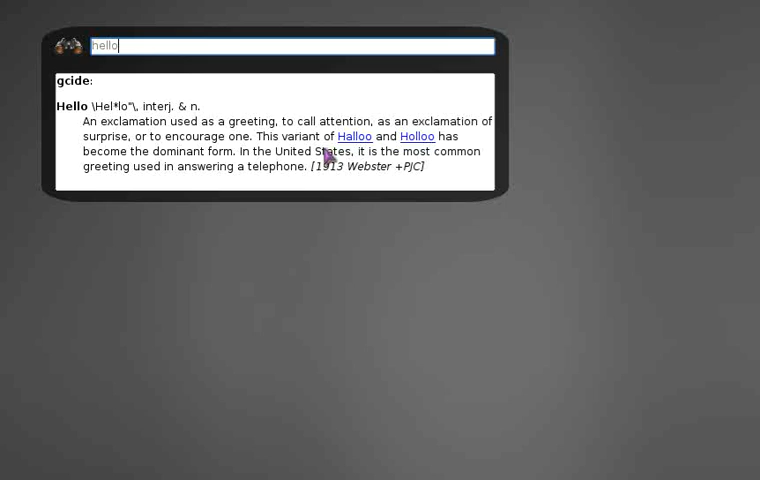 hello
gcide:
Hello \Hel*lo"\, interj. & n.
An exclamation used as a greeting, to call attention, as an exclamation of
surprise, or to encourage one. This variant of Halloo and Holloo has
become the dominant form. In the United States, it is the most common
greeting used in answering a telephone. [1913 Webster +PJC]